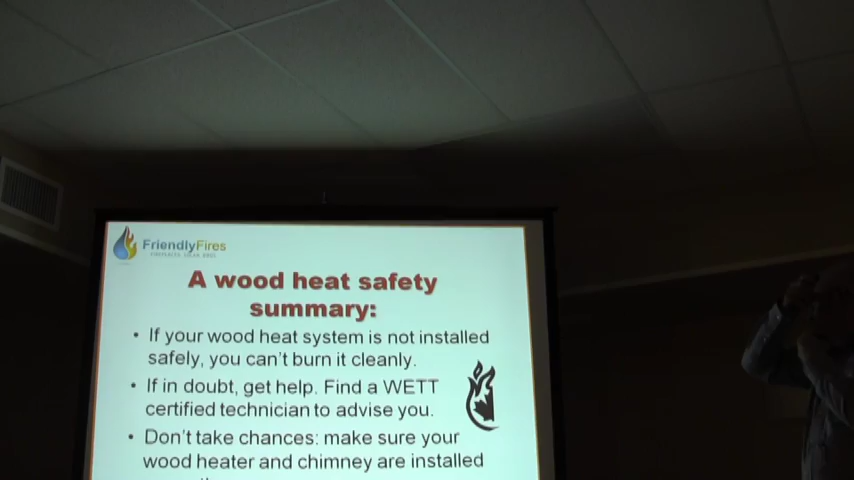 FriendlyFires
A wood heat safety
summary:
• If your wood heat system is not installed
safely, you can't burn it cleanly.
• If in doubt, get help. Find a WETT
certified technician to advise you.
• Don't take chances: make sure your
wood heater and chimney are installed